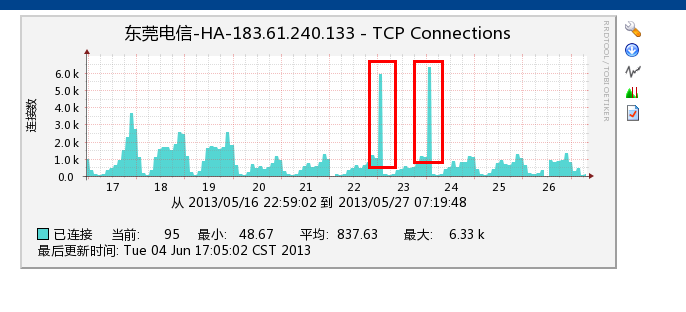 东莞电信-HA-183.61.240.133 - TCP Connections
RRDTOOL / TOBI OETIKER
连接数
6.0 k
5.0 k
4.0 k
3.0 k
2.0 k
1.0 k
0.0
17 18 19 20 21 22 23 24 25 26
从 2013/05/16 22:59:02 到 2013/05/27 07:19:48
已连接 当前: 95 最小: 48.67 平均: 837.63 最大: 6.33 k
最后更新时间: Tue 04 Jun 17:05:02 CST 2013